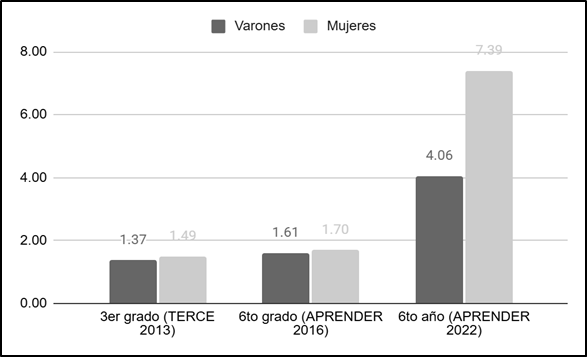 Varones Mujeres
8.00
7.39
6.00
4.06
4.00
2.00
1.37 1.49 1.61 1.70
0.00
3er grado (TERCE 2013)
6to grado (APRENDER 2016)
6to año (APRENDER 2022)